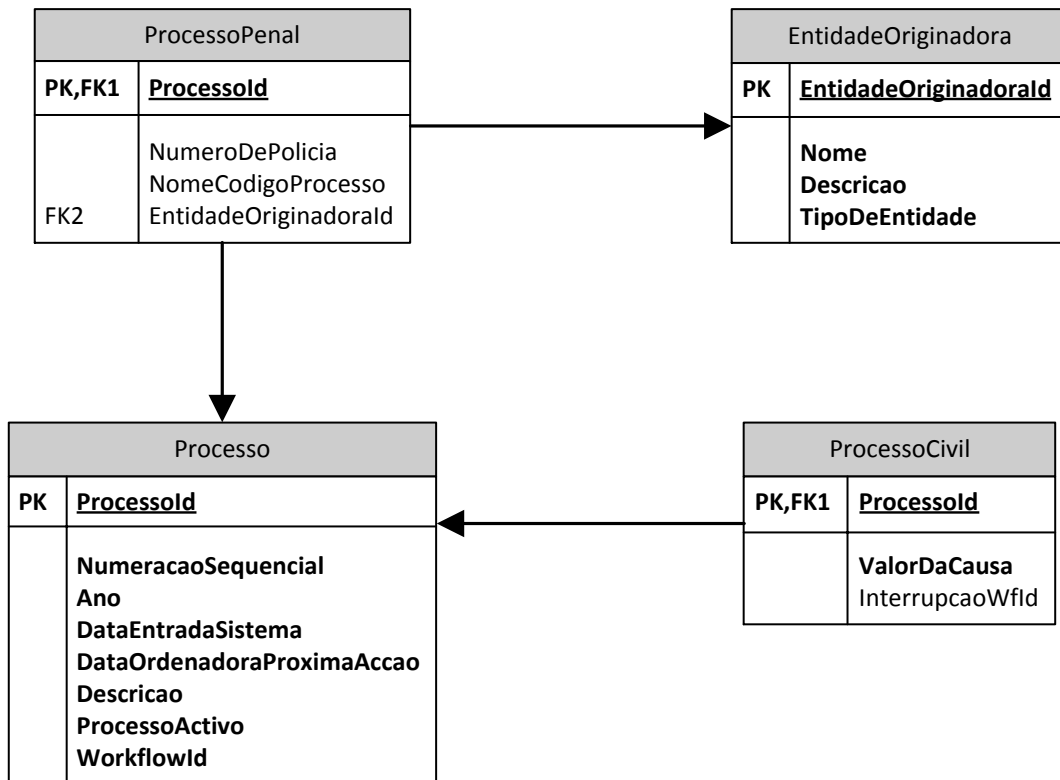 ProcessoPenal
PK,FK1 ProcessoId
NumeroDePolicia
NomeCodigoProcesso
FK2 EntidadeOriginadoraId
EntidadeOriginadora
PK EntidadeOriginadoraId
Nome
Descricao
TipoDeEntidade
Processo
PK ProcessoId
NumeracaoSequencial
Ano
DataEntradaSistema
DataOrdenadoraProximaAccao
Descricao
ProcessoActivo
WorkflowId
ProcessoCivil
PK,FK1 ProcessoId
ValorDaCausa
InterrupcaoWfId